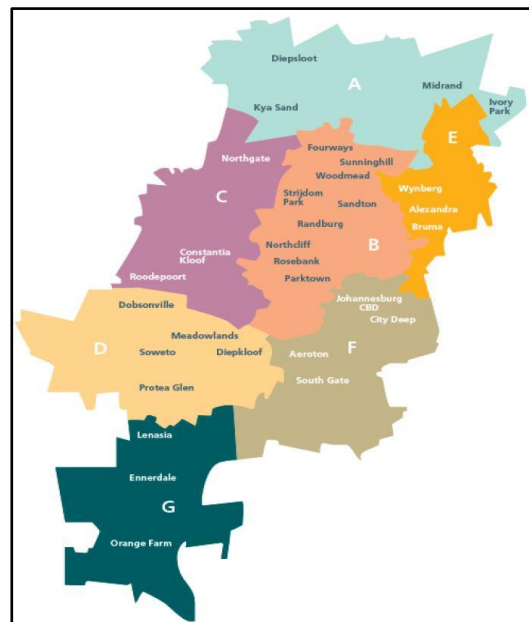 Diepsloot
A
Midrand
Ivory
Park
Kya Sand
E
Fourways
Northgate
Sunninghill
Woodmead
C
Strijdom
Park
Sandton
Wynberg
Alexandra
Randburg
Bruma
Northcliff
B
Constantia
Kloof
Rosebank
Roodepoort
Parktown
Johannesburg
CBD
City Deep
Dobsonville
Meadowlands
D
Soweto
Diepkloof
Aeroton
F
South Gate
Protea Glen
Lenasia
Ennerdale
G
Orange Farm